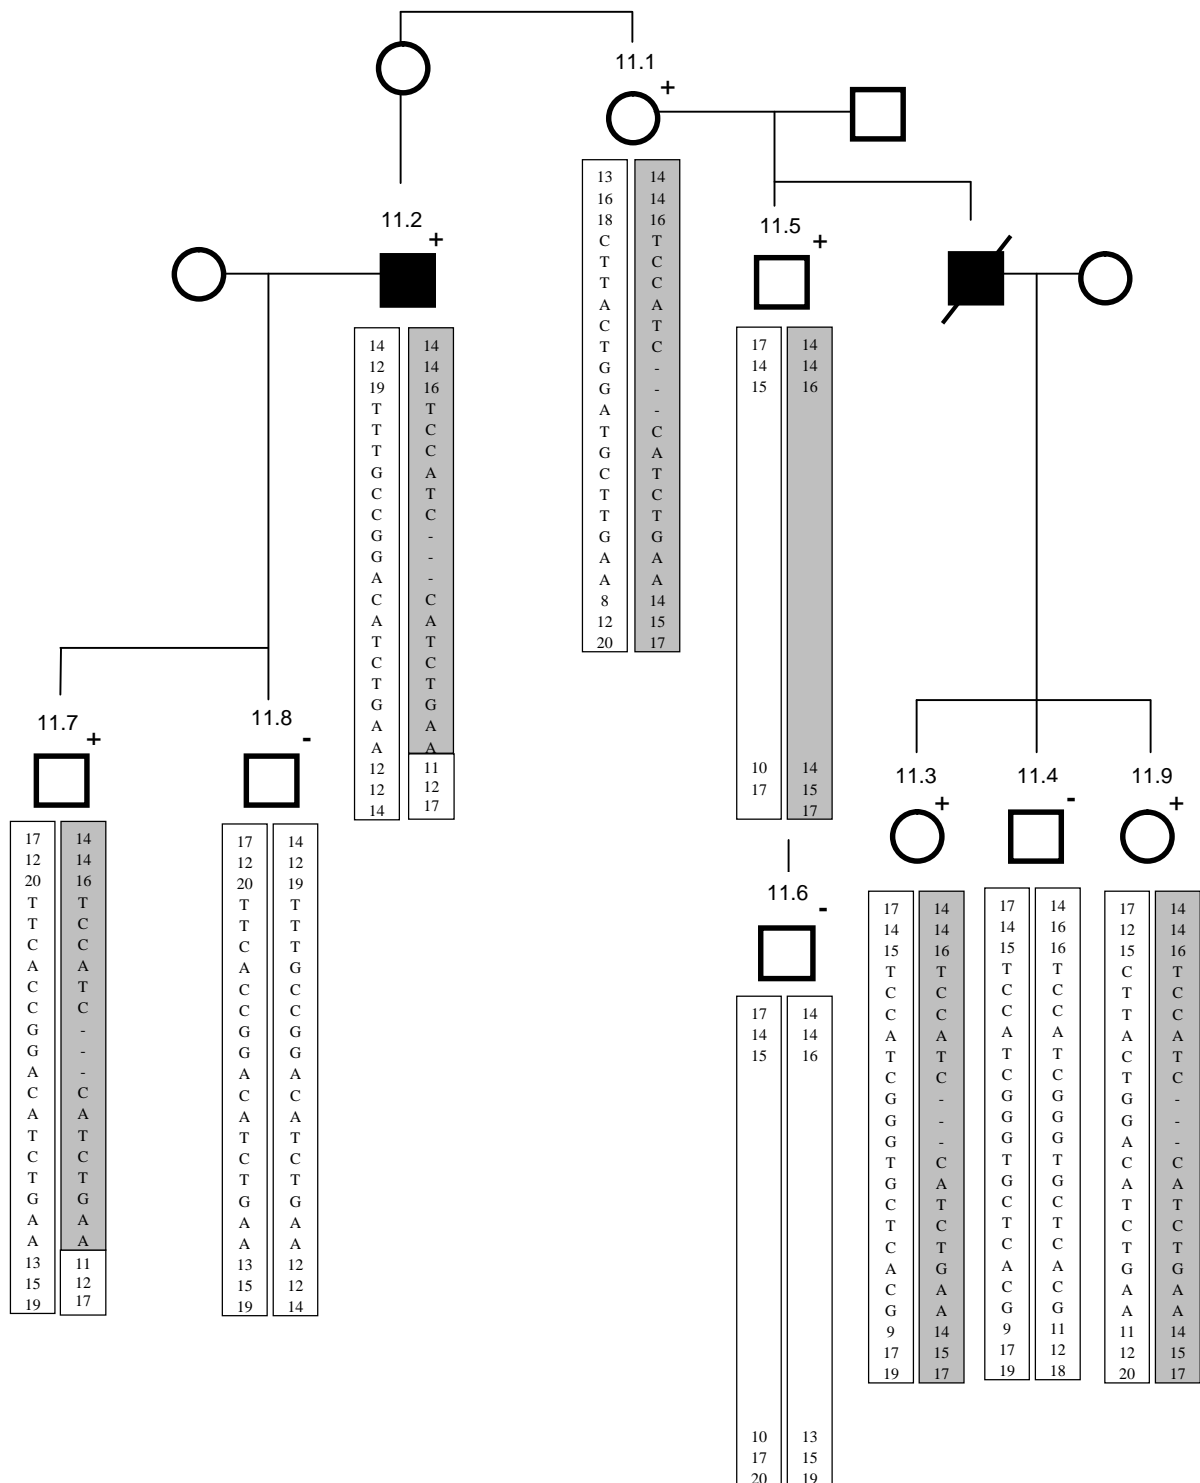 11.1
+
13 14
16 14
18 16
C T
T C
T C
A A
C T
T C
G -
G -
A -
T C
G A
C T
T C
T T
G G
A A
A A
8 14
12 15
20 17
11.2
+
14 14
12 14
19 16
T T
T C
T C
G A
C T
C C
G -
G -
A -
C C
A A
T T
C C
T T
G G
A A
A A
12 11
12 12
14 17
11.5
+
17 14
14 14
15 16
10 14
17 15
17
11.7
+
17 14
12 14
20 16
T T
T C
C C
A A
C T
C C
G -
G -
A -
C C
A A
T T
C C
T T
G G
A A
A A
13 11
15 12
19 17
11.8
-
17 14
12 12
20 19
T T
T T
C T
A G
C C
C C
G G
G G
A A
C C
A A
T T
C C
T T
G G
A A
A A
13 12
15 12
19 14
11.6
-
17 14
14 14
15 16
10 13
17 15
20 19
11.3
+
17 14
14 14
15 16
T T
C C
C C
A A
T T
C C
G -
G -
G -
T C
G A
C T
T C
C T
A G
C A
G A
9 14
17 15
19 17
11.4
-
17 14
14 16
15 16
T T
C C
C C
A A
T T
C C
G G
G G
G G
T T
G G
C C
T T
C C
A A
C C
G G
9 11
17 12
19 18
11.9
+
17 14
12 14
15 16
C T
T C
T C
A A
C T
T C
G -
G -
A -
C C
A A
T T
C C
T T
G G
A A
A A
11 14
12 15
20 17